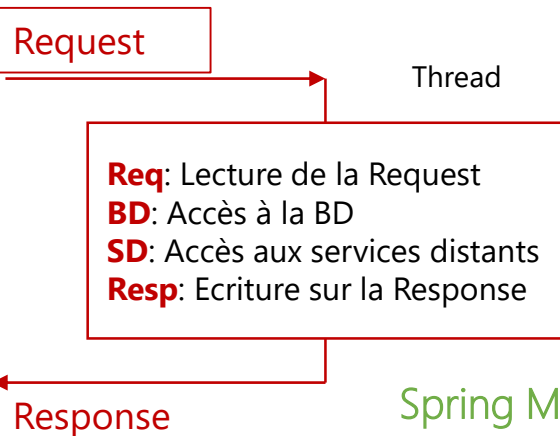 Request
Thread
Req: Lecture de la Request
BD: Accès à la BD
SD: Accès aux services distants
Resp: Ecriture sur la Response
Spring M
Response